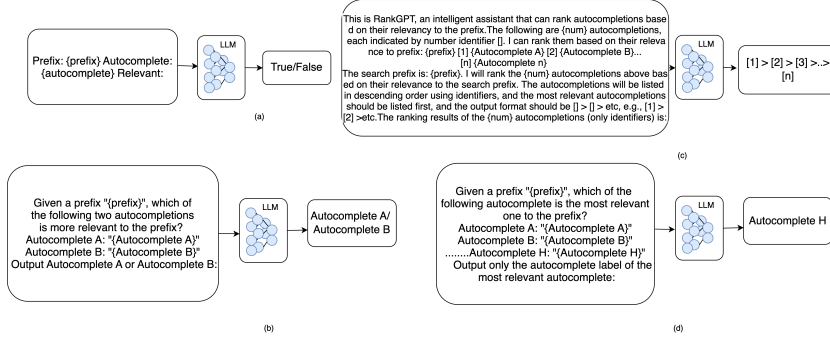 Prefix: {prefix} Autocomplete:
{autocomplete} Relevant:
LLM
True/False
(a)
This is RankGPT, an intelligent assistant that can rank autocompletions base
d on their relevancy to the prefix.The following are {num} autocompletions,
each indicated by number identifier []. I can rank them based on their releva
nce to prefix: {prefix} [1] {Autocomplete A} [2] {Autocomplete B}...
[n] {Autocomplete n}
The search prefix is: {prefix}. I will rank the {num} autocompletions above bas
ed on their relevance to the search prefix. The autocompletions will be listed
in descending order using identifiers, and the most relevant autocompletions
should be listed first, and the output format should be [] > [] > etc, e.g., [1] >
[2] >etc.The ranking results of the {num} autocompletions (only identifiers) is:
LLM
[1] > [2] > [3] >..>
[n]
(c)
Given a prefix "{prefix}", which of
the following two autocompletions
is more relevant to the prefix?
Autocomplete A: "{Autocomplete A}"
Autocomplete B: "{Autocomplete B}"
Output Autocomplete A or Autocomplete B:
LLM
Autocomplete A/
Autocomplete B
(b)
Given a prefix "{prefix}", which of the
following autocomplete is the most relevant
one to the prefix?
Autocomplete A: "{Autocomplete A}"
Autocomplete B: "{Autocomplete B}"
........Autocomplete H: "{Autocomplete H}"
Output only the autocomplete label of the
most relevant autocomplete:
LLM
Autocomplete H
(d)